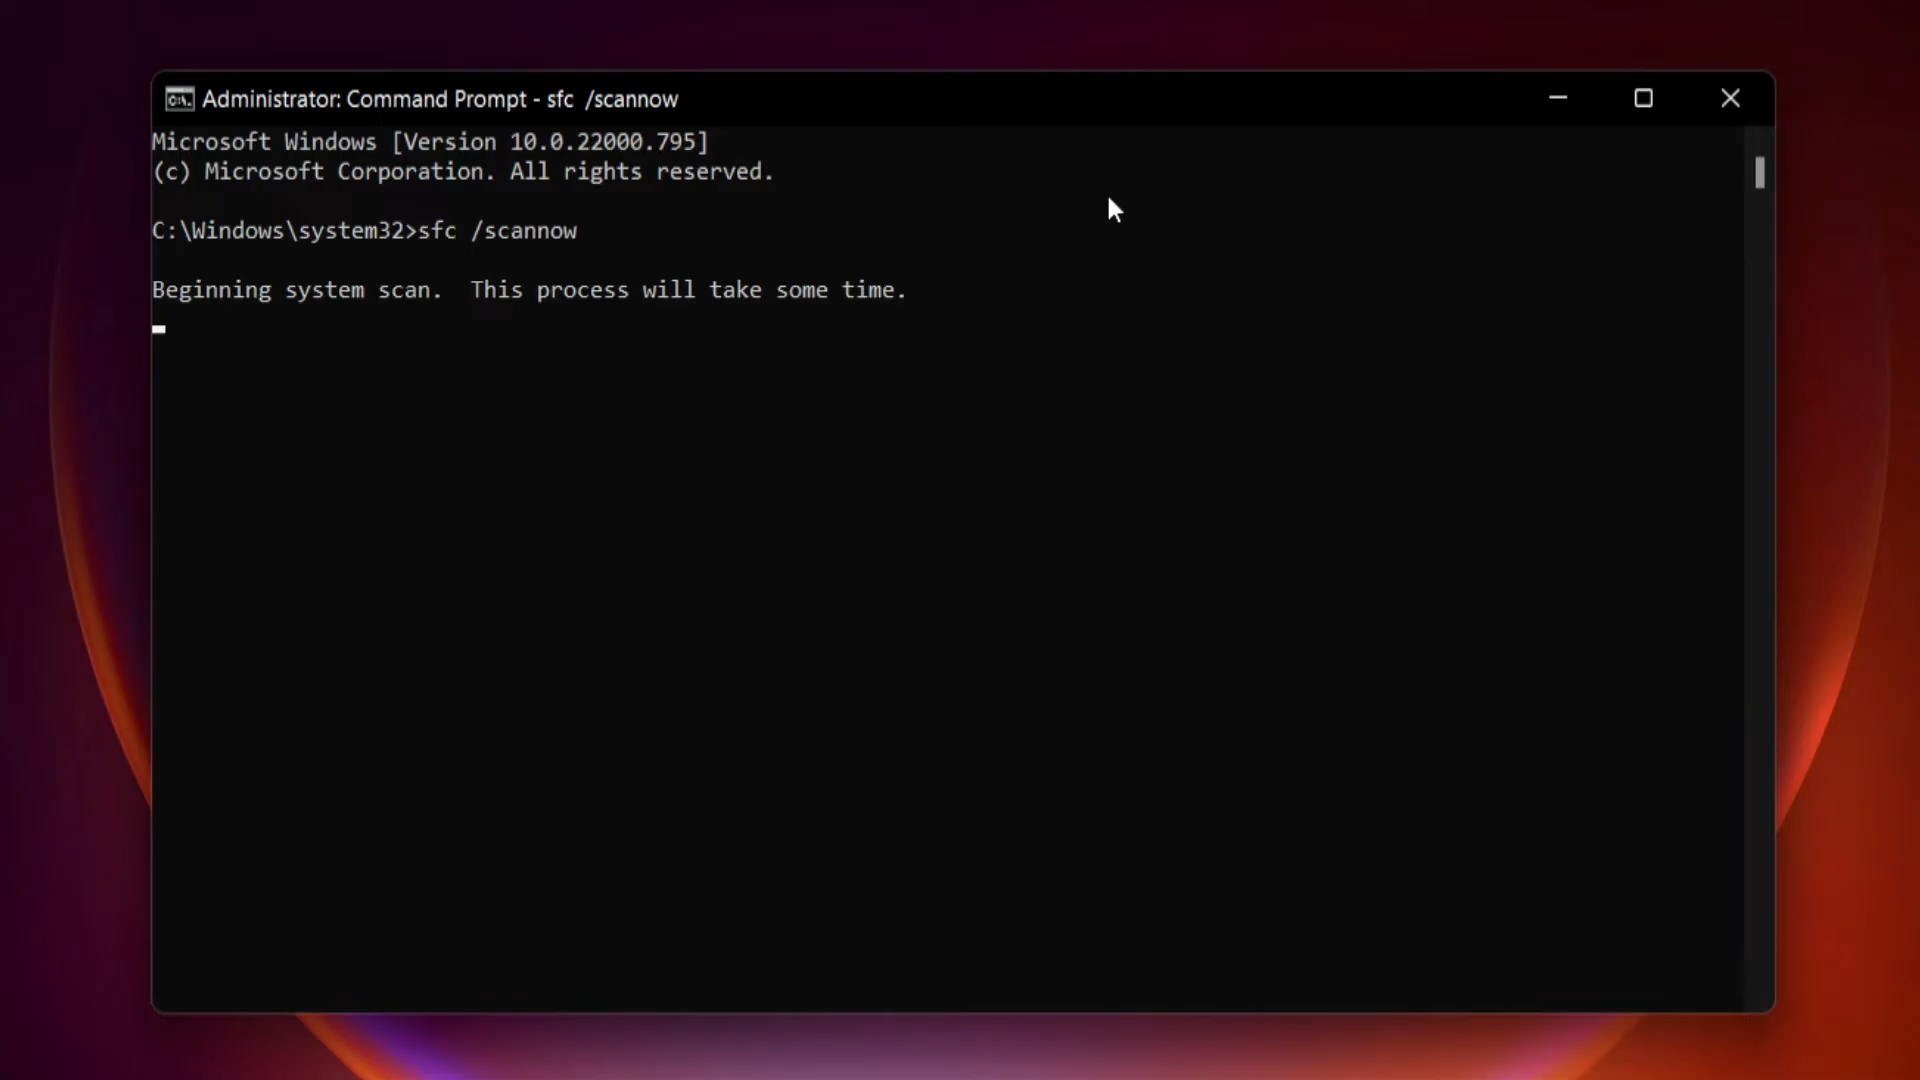 Administrator: Command Prompt - sfc  /scannow
Microsoft Windows [Version 10.0.22000.795]
(c) Microsoft Corporation. All rights reserved.
C:\Windows\system32>sfc /scannow
Beginning system scan.  This process will take some time.